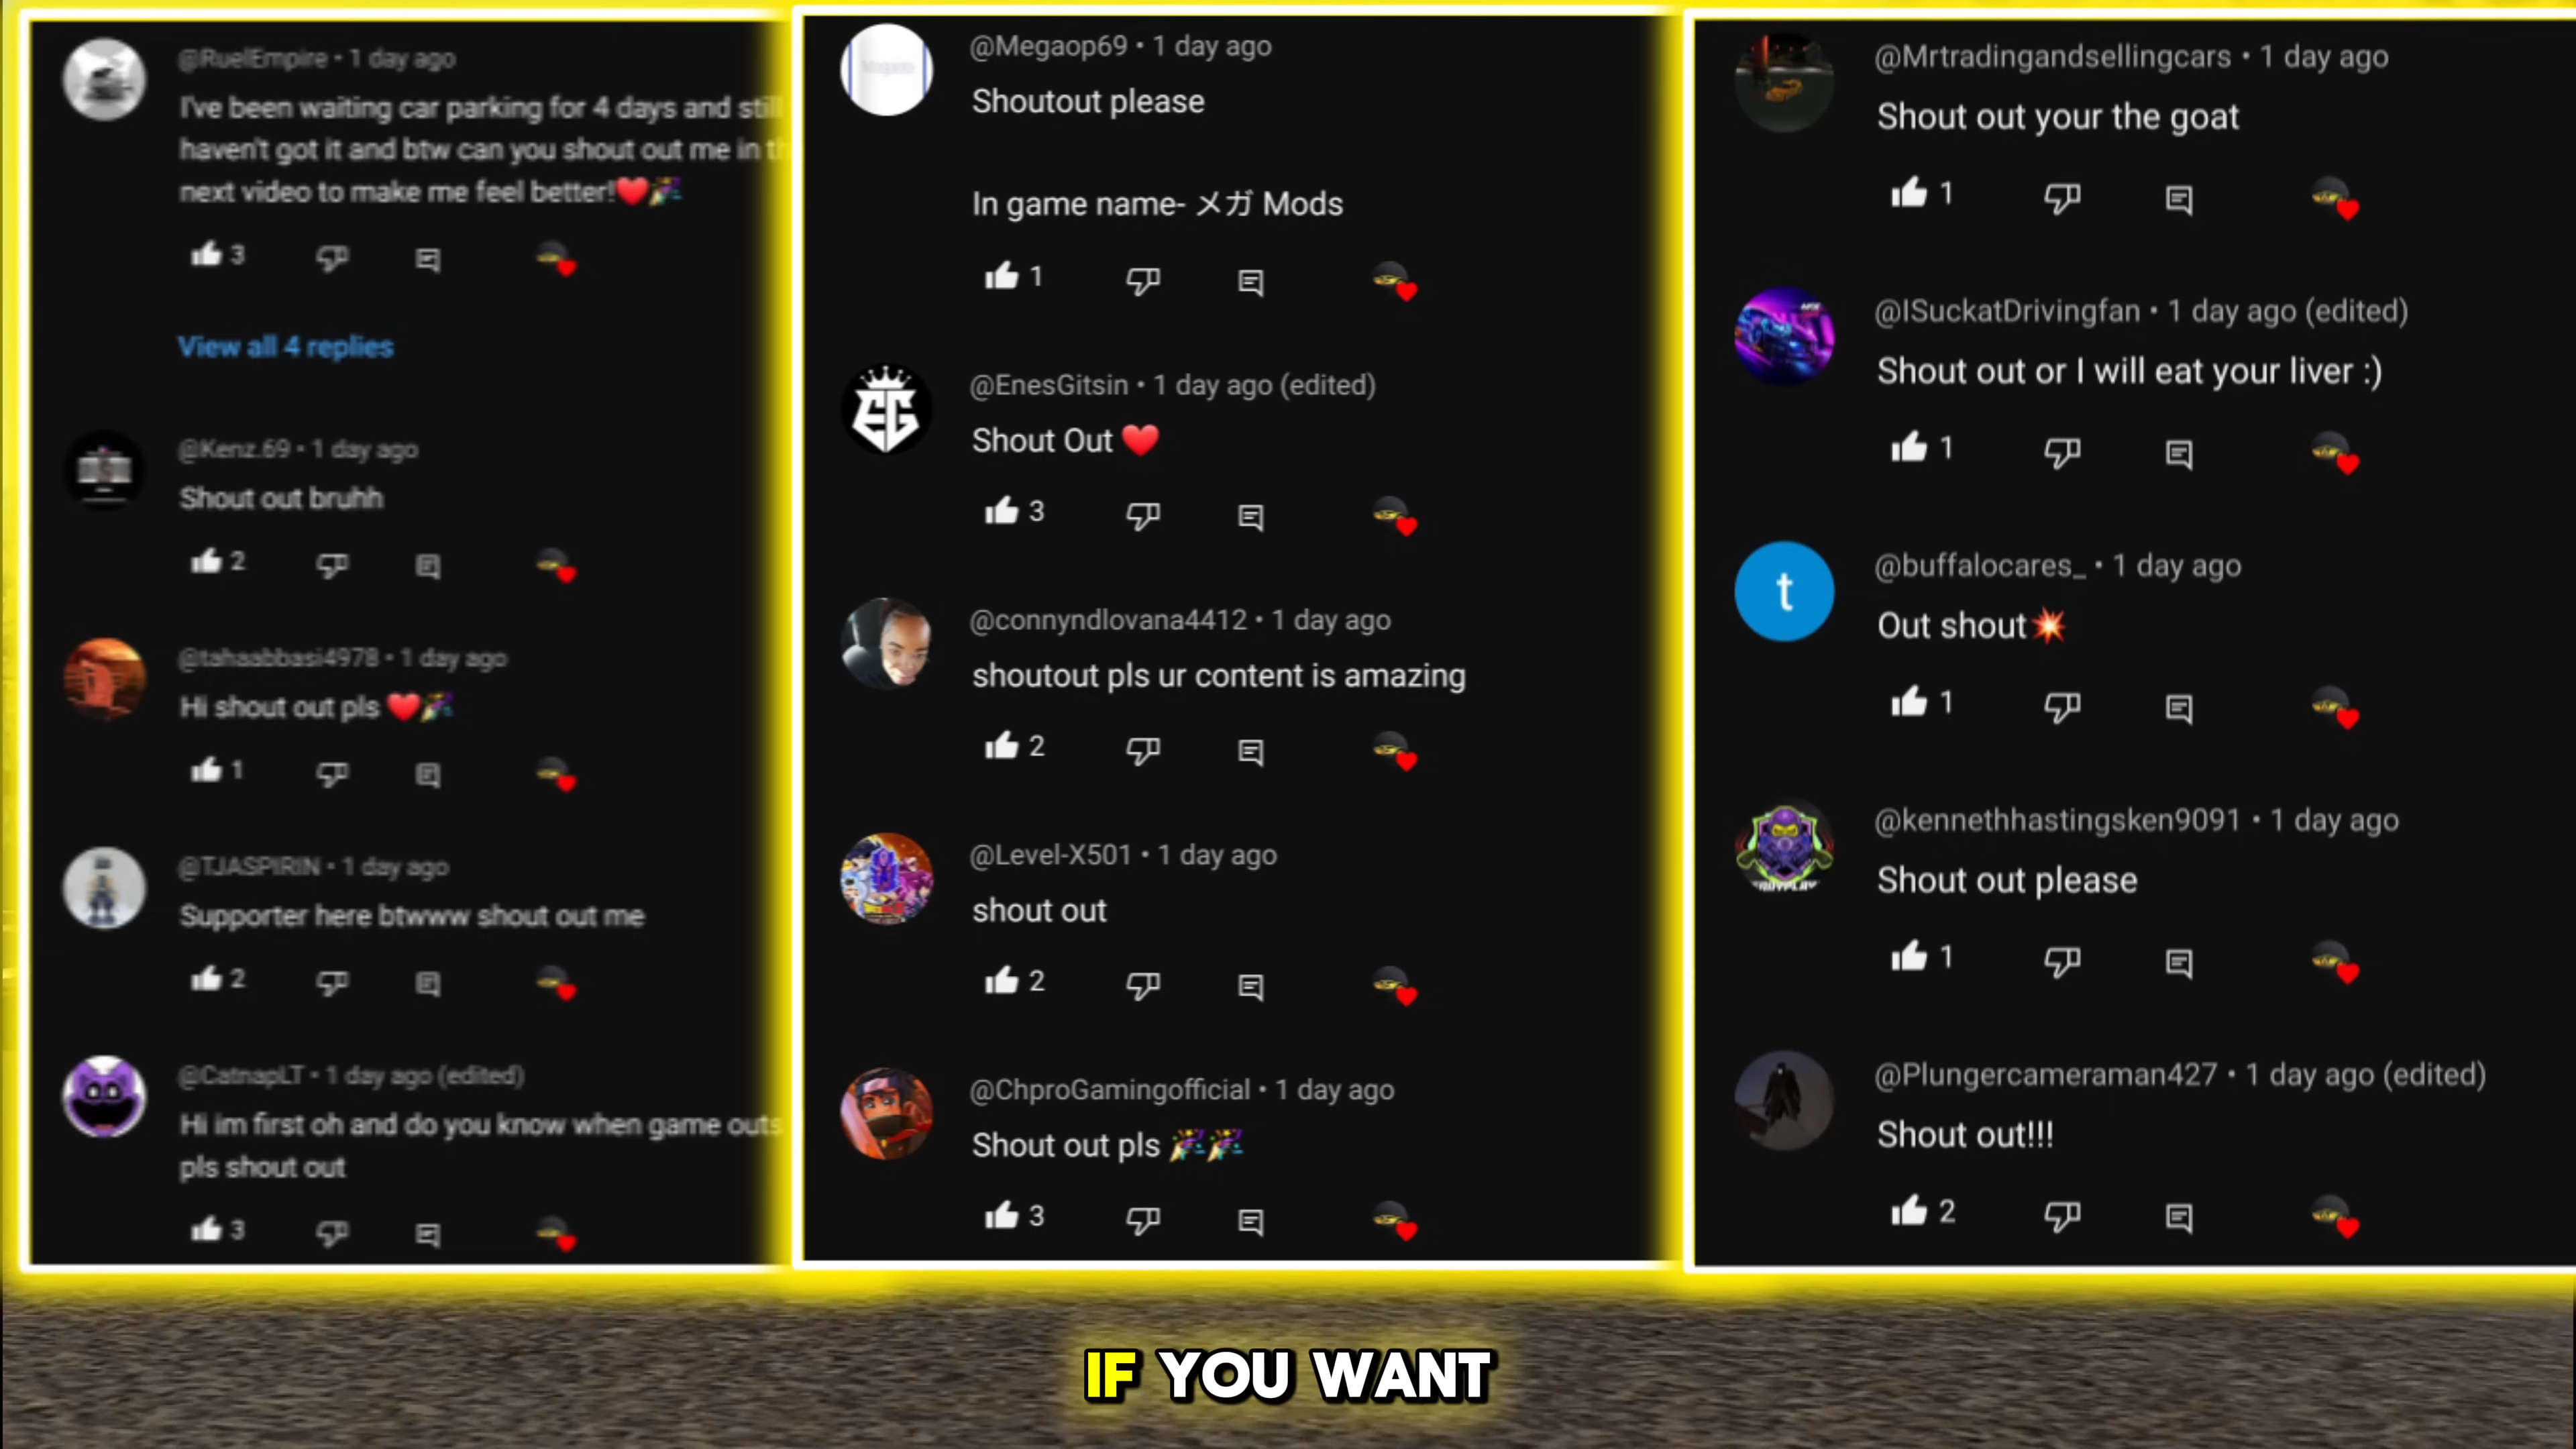 @RuelEmpire • 1 day ago
I've been waiting car parking for 4 days and still
haven't got it and btw can you shout out me in th
next video to make me feel better!❤️🎉
3
View all 4 replies
@Kenz.69 • 1 day ago
Shout out bruhh
2
@tahaabbasi4978 • 1 day ago
Hi shout out pls ❤️🎉
1
@TJASPIRIN • 1 day ago
Supporter here btwww shout out me
2
@CatnapLT • 1 day ago (edited)
Hi im first oh and do you know when game outs
pls shout out
3
@Megaop69 • 1 day ago
Shoutout please
In game name- メガ Mods
1
EG
@EnesGitsin • 1 day ago (edited)
Shout Out ❤️
3
@connyndlovana4412 • 1 day ago
shoutout pls ur content is amazing
2
@Level-X501 • 1 day ago
shout out
2
@ChproGamingofficial • 1 day ago
Shout out pls 🎉🎉
3
@Mrtradingandsellingcars • 1 day ago
Shout out your the goat
1
@ISuckatDrivingfan • 1 day ago (edited)
Shout out or I will eat your liver :)
1
t
@buffalocares_ • 1 day ago
Out shout💥
1
@kennethhastingsken9091 • 1 day ago
Shout out please
1
@Plungercameraman427 • 1 day ago (edited)
Shout out!!!
2
IF YOU WANT